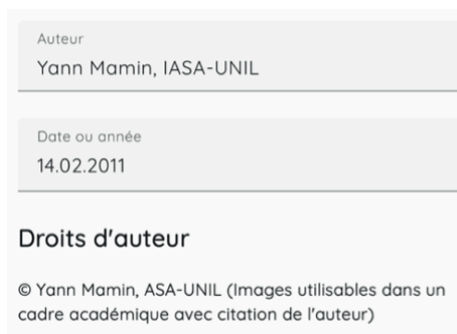 Auteur
Yann Mamin, IASA-UNIL
Date ou année
14.02.2011
Droits d'auteur
© Yann Mamin, ASA-UNIL (Images utilisables dans un
cadre académique avec citation de l'auteur)